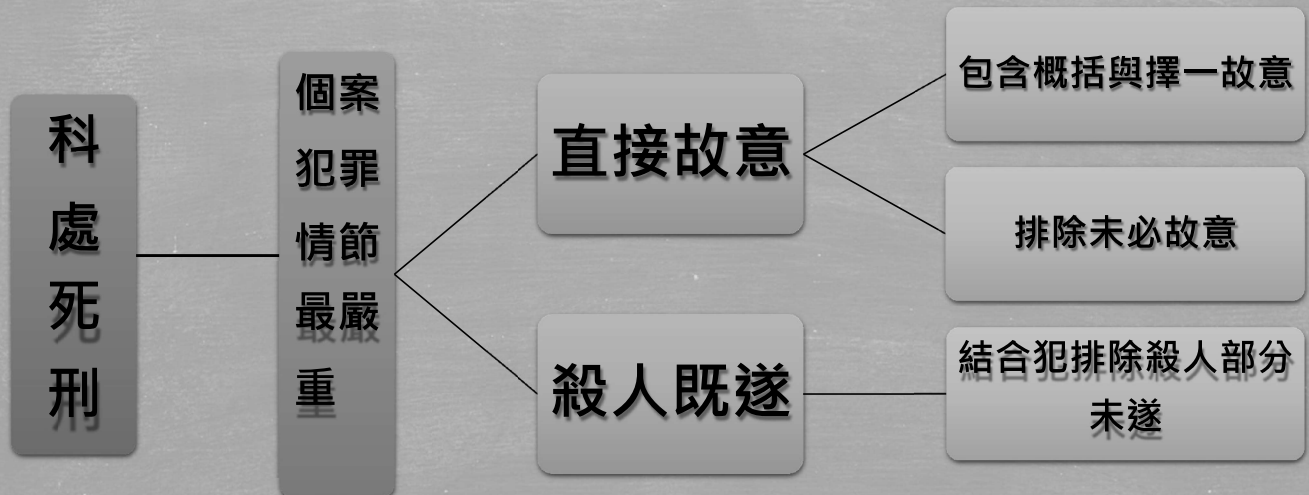 科
處
死
刑
個案
犯罪
情節
最嚴
重
直接故意
包含概括與擇一故意
排除未必故意
殺人既遂
結合犯排除殺人部分
未遂